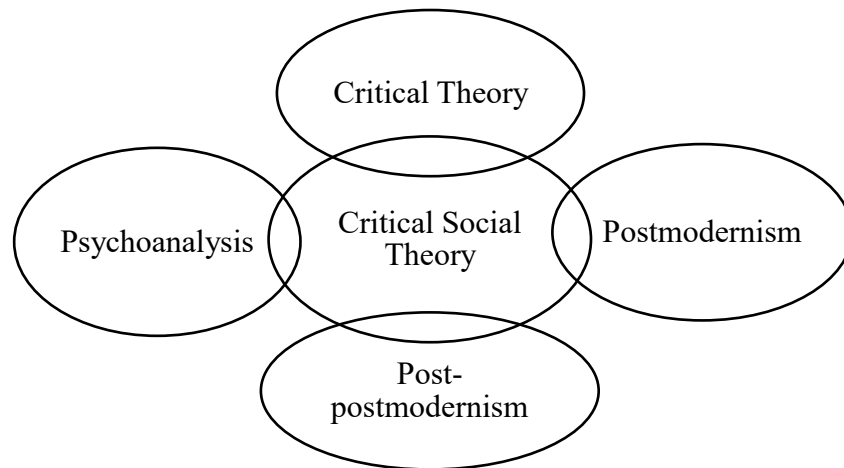 Critical Theory
Psychoanalysis
Critical Social
Theory
Postmodernism
Post-
postmodernism